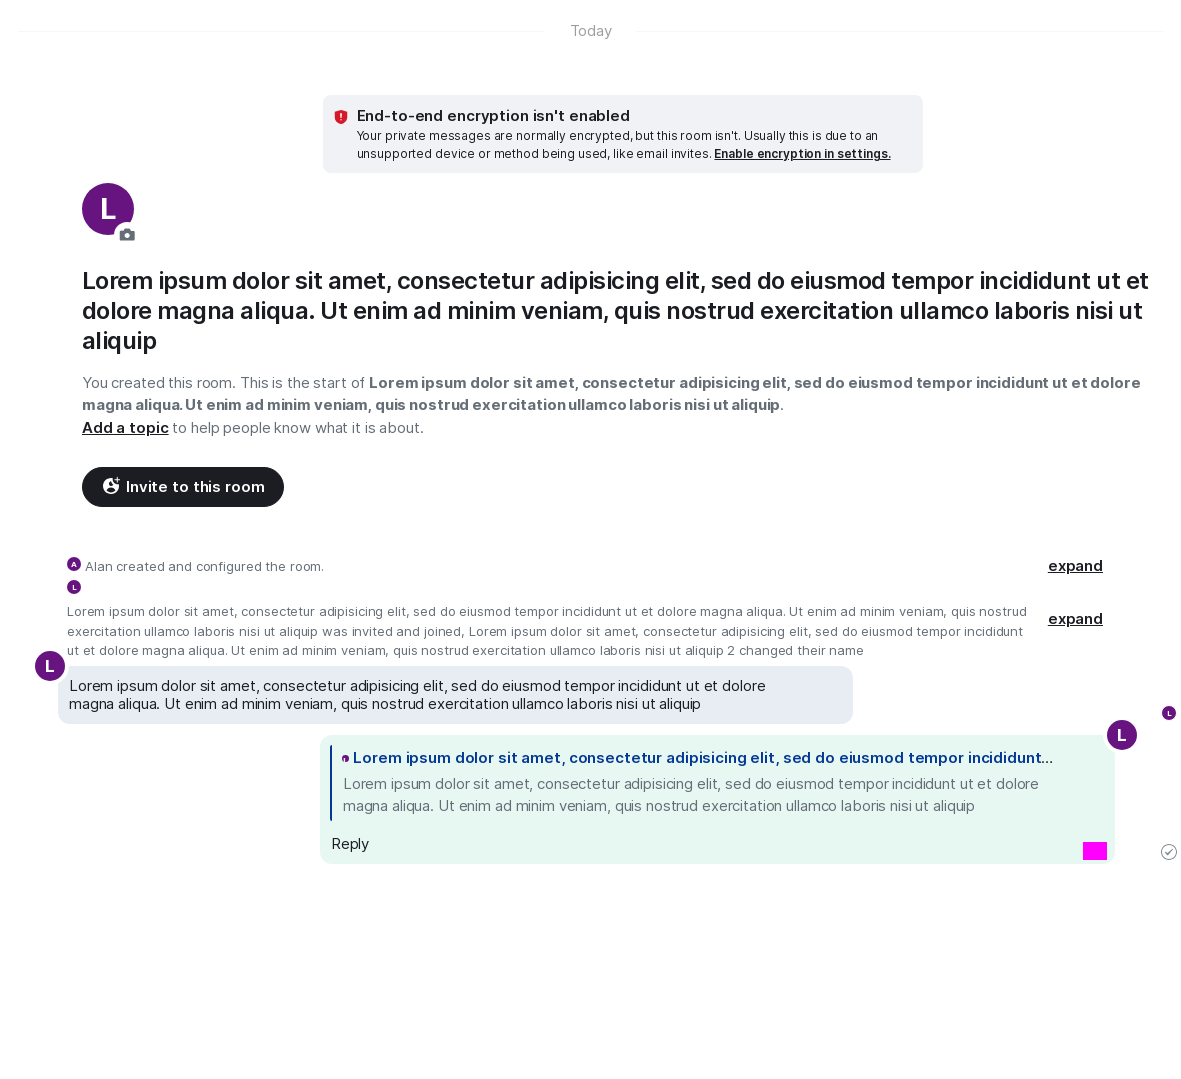 Today
End-to-end encryption isn't enabled
Your private messages are normally encrypted, but this room isn't. Usually this is due to an
unsupported device or method being used, like email invites. Enable encryption in settings.
L
Lorem ipsum dolor sit amet, consectetur adipisicing elit, sed do eiusmod tempor incididunt ut et
dolore magna aliqua. Ut enim ad minim veniam, quis nostrud exercitation ullamco laboris nisi ut
aliquip
You created this room. This is the start of Lorem ipsum dolor sit amet, consectetur adipisicing elit, sed do eiusmod tempor incididunt ut et dolore
magna aliqua. Ut enim ad minim veniam, quis nostrud exercitation ullamco laboris nisi ut aliquip.
Add a topic to help people know what it is about.
Invite to this room
A Alan created and configured the room. expand
L
Lorem ipsum dolor sit amet, consectetur adipisicing elit, sed do eiusmod tempor incididunt ut et dolore magna aliqua. Ut enim ad minim veniam, quis nostrud
expand
exercitation ullamco laboris nisi ut aliquip was invited and joined, Lorem ipsum dolor sit amet, consectetur adipisicing elit, sed do eiusmod tempor incididunt
ut et dolore magna aliqua. Ut enim ad minim veniam, quis nostrud exercitation ullamco laboris nisi ut aliquip 2 changed their name
L
Lorem ipsum dolor sit amet, consectetur adipisicing elit, sed do eiusmod tempor incididunt ut et dolore
magna aliqua. Ut enim ad minim veniam, quis nostrud exercitation ullamco laboris nisi ut aliquip
L
L
Lorem ipsum dolor sit amet, consectetur adipisicing elit, sed do eiusmod tempor incididunt…
Lorem ipsum dolor sit amet, consectetur adipisicing elit, sed do eiusmod tempor incididunt ut et dolore
magna aliqua. Ut enim ad minim veniam, quis nostrud exercitation ullamco laboris nisi ut aliquip
Reply